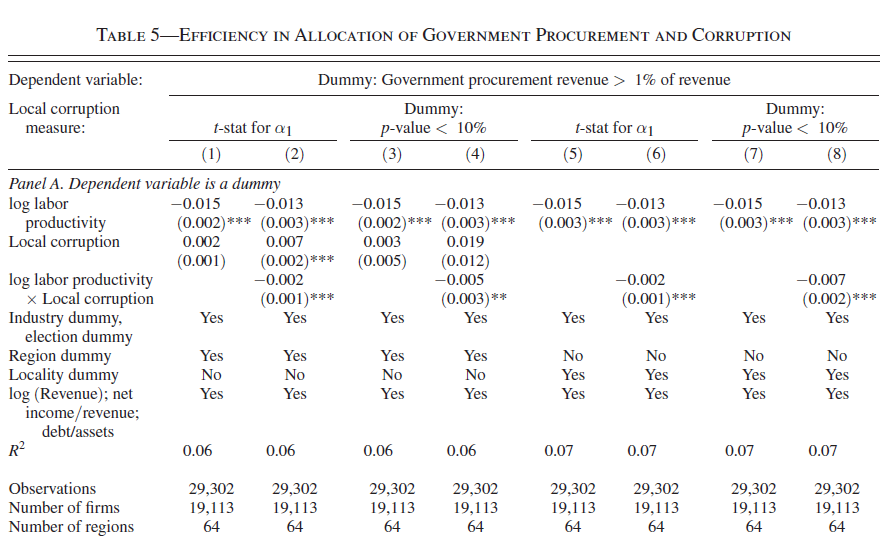 TABLE 5—EFFICIENCY IN ALLOCATION OF GOVERNMENT PROCUREMENT AND CORRUPTION
Dependent variable: Dummy: Government procurement revenue > 1% of revenue
Local corruption Dummy: Dummy:
measure: t-stat for α1 p-value < 10% t-stat for α1 p-value < 10%
(1) (2) (3) (4) (5) (6) (7) (8)
Panel A. Dependent variable is a dummy
log labor −0.015 −0.013 −0.015 −0.013 −0.015 −0.013 −0.015 −0.013
productivity (0.002)*** (0.003)*** (0.002)*** (0.003)*** (0.003)*** (0.003)*** (0.003)*** (0.003)***
Local corruption 0.002 0.007 0.003 0.019
(0.001) (0.002)*** (0.005) (0.012)
log labor productivity −0.002 −0.005 −0.002 −0.007
× Local corruption (0.001)*** (0.003)** (0.001)*** (0.002)***
Industry dummy, Yes Yes Yes Yes Yes Yes Yes Yes
election dummy
Region dummy Yes Yes Yes Yes No No No No
Locality dummy No No No No Yes Yes Yes Yes
log (Revenue); net Yes Yes Yes Yes Yes Yes Yes Yes
income/revenue;
debt/assets
R² 0.06 0.06 0.06 0.06 0.07 0.07 0.07 0.07
Observations 29,302 29,302 29,302 29,302 29,302 29,302 29,302 29,302
Number of firms 19,113 19,113 19,113 19,113 19,113 19,113 19,113 19,113
Number of regions 64 64 64 64 64 64 64 64